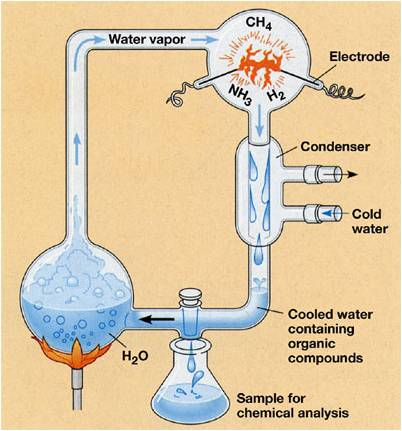 CH4
Water vapor
Electrode
NH3
H2
Condenser
Cold
water
Cooled water
containing
organic
compounds
H2O
Sample for
chemical analysis